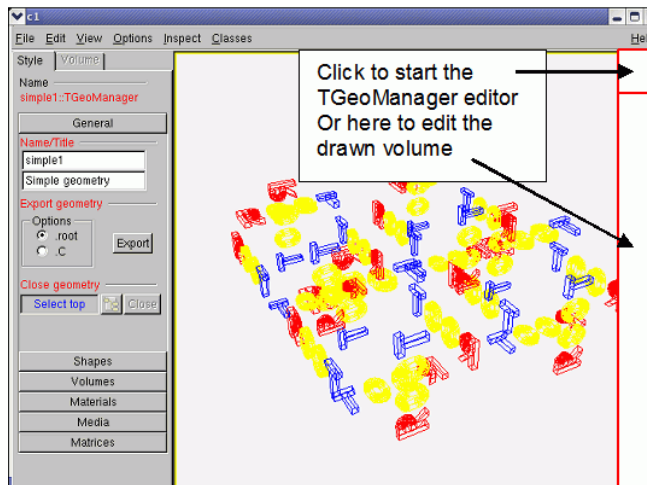 c1
File Edit View Options Inspect Classes
Style Volume
Name
simple1::TGeoManager
General
Name/Title
simple1
Simple geometry
Export geometry
Options
.root
.C
Export
Close geometry
Select top
Close
Shapes
Volumes
Materials
Media
Matrices
Click to start the
TGeoManager editor
Or here to edit the
drawn volume